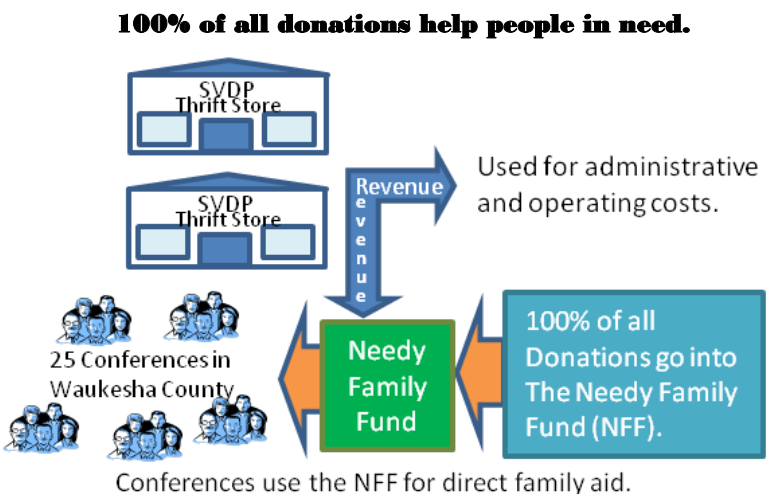 100% of all donations help people in need.
SVDP
Thrift Store
SVDP
Thrift Store
Revenue
Revenue
Used for administrative
and operating costs.
25 Conferences in
Waukesha County
Needy
Family
Fund
100% of all
Donations go into
The Needy Family
Fund (NFF).
Conferences use the NFF for direct family aid.